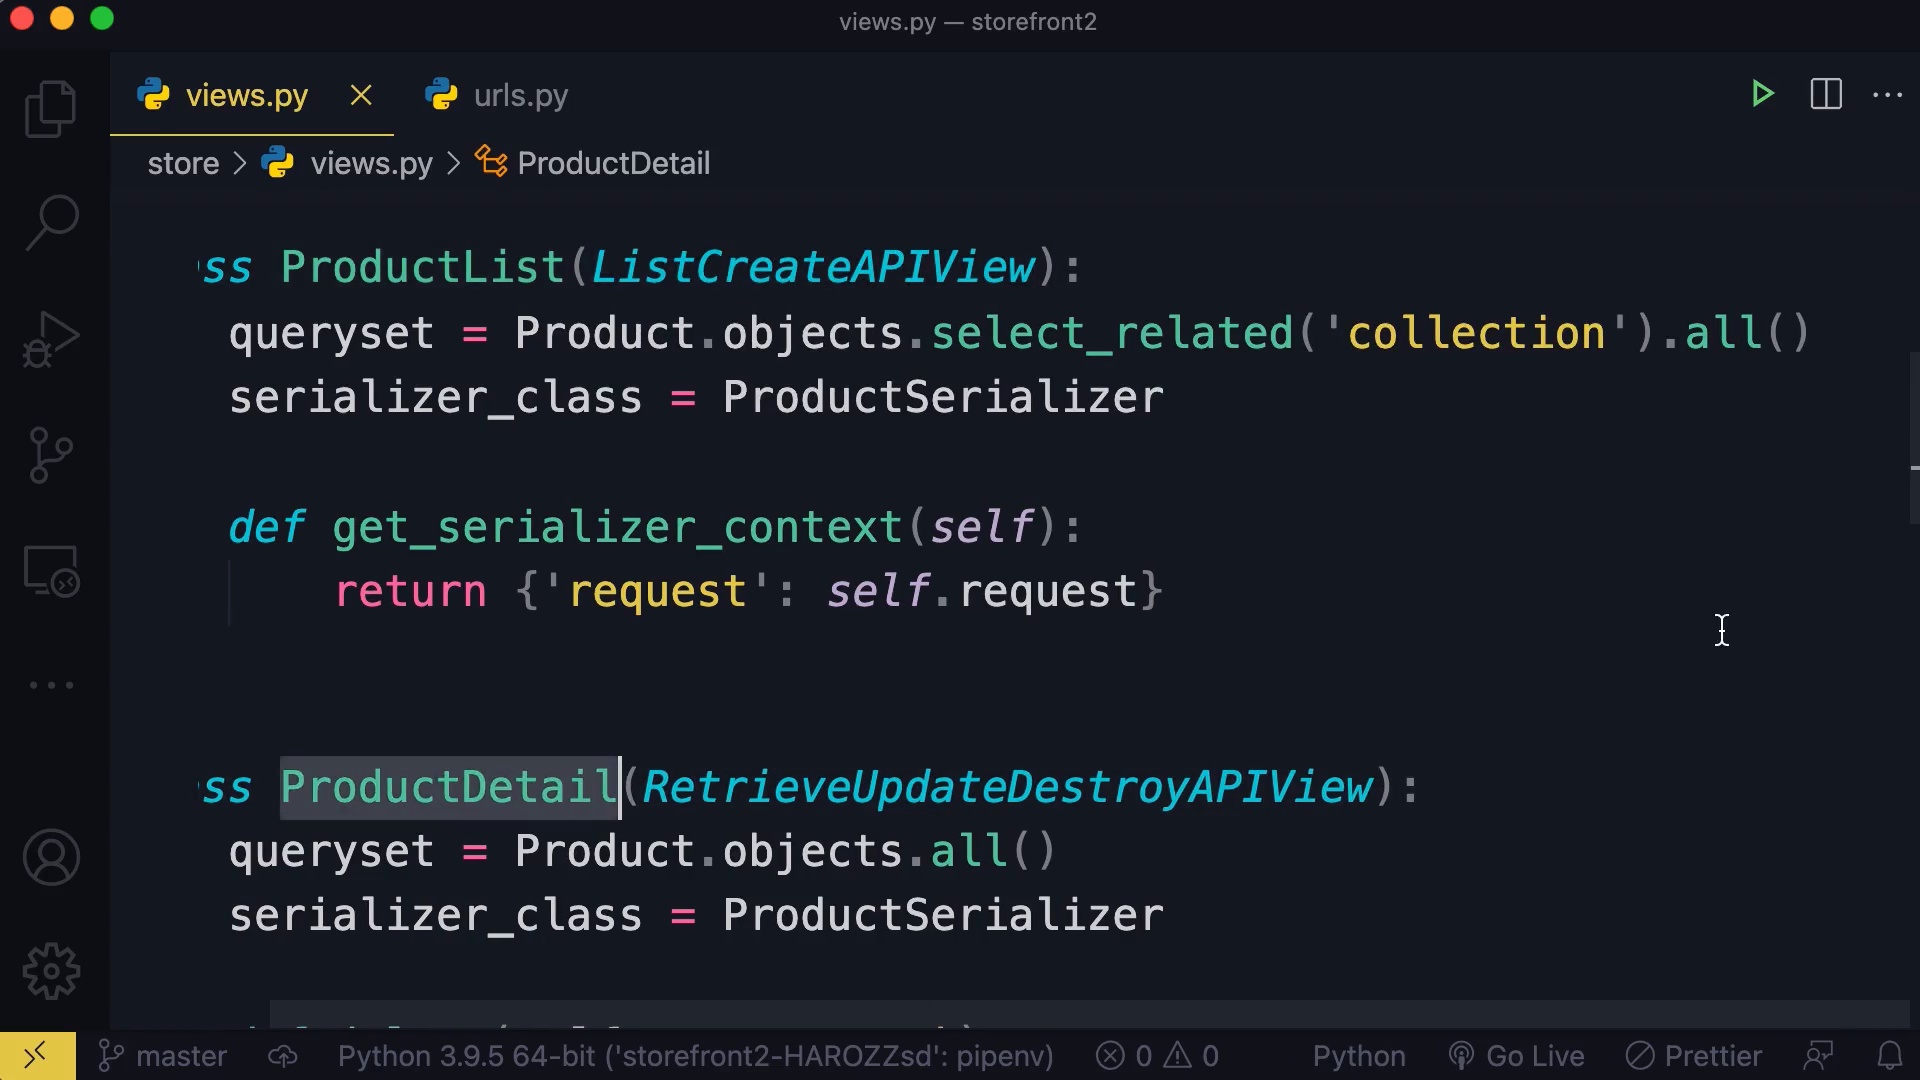 views.py — storefront2
views.py urls.py
store > views.py > ProductDetail
ss ProductList(ListCreateAPIView):
queryset = Product.objects.select_related('collection').all()
serializer_class = ProductSerializer
def get_serializer_context(self):
return {'request': self.request}
ss ProductDetail(RetrieveUpdateDestroyAPIView):
queryset = Product.objects.all()
serializer_class = ProductSerializer
master Python 3.9.5 64-bit ('storefront2-HAROZZsd': pipenv) 0 0 Python Go Live Prettier